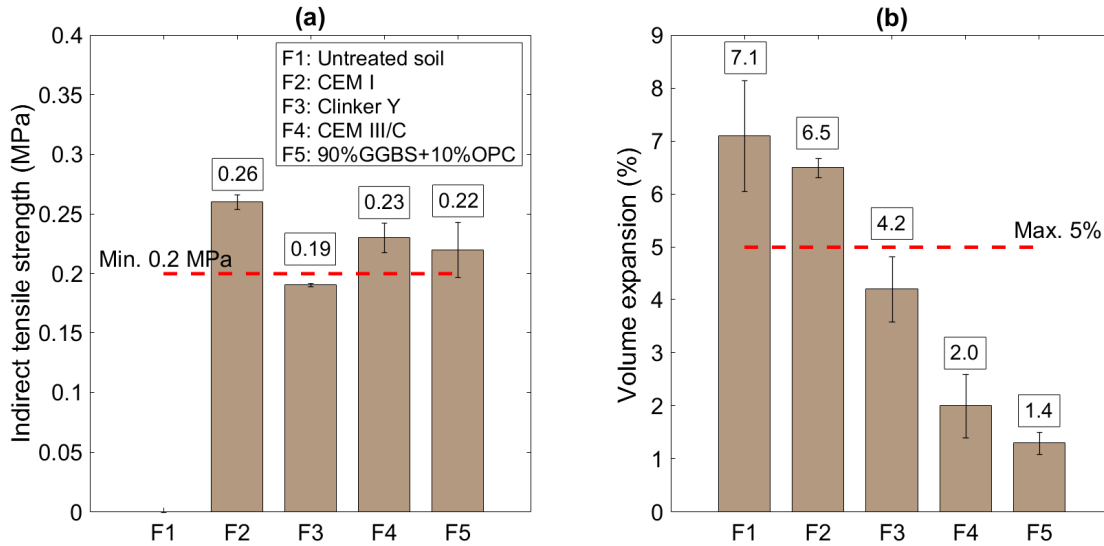 (a)
Indirect tensile strength (MPa)
0.4
0.35
0.3
0.25
0.2
0.15
0.1
0.05
0
F1: Untreated soil
F2: CEM I
F3: Clinker Y
F4: CEM III/C
F5: 90%GGBS+10%OPC
0.26
0.19
0.23
0.22
Min. 0.2 MPa
F1 F2 F3 F4 F5
(b)
Volume expansion (%)
9
8
7
6
5
4
3
2
1
0
7.1
6.5
4.2
2.0
1.4
Max. 5%
F1 F2 F3 F4 F5